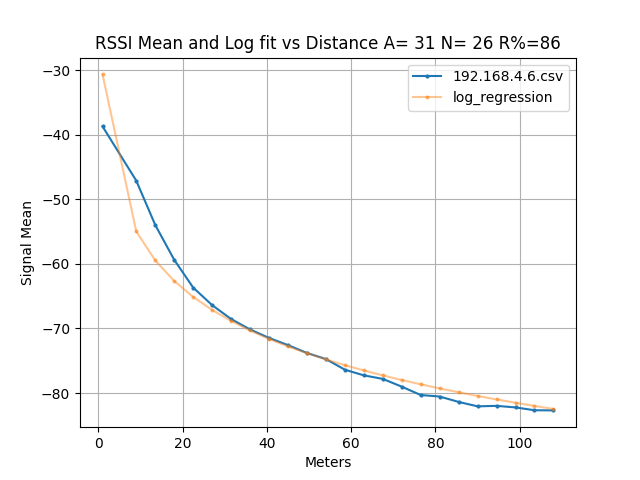 RSSI Mean and Log fit vs Distance A= 31 N= 26 R%=86
192.168.4.6.csv
log_regression
Signal Mean
−30
−40
−50
−60
−70
−80
0 20 40 60 80 100
Meters